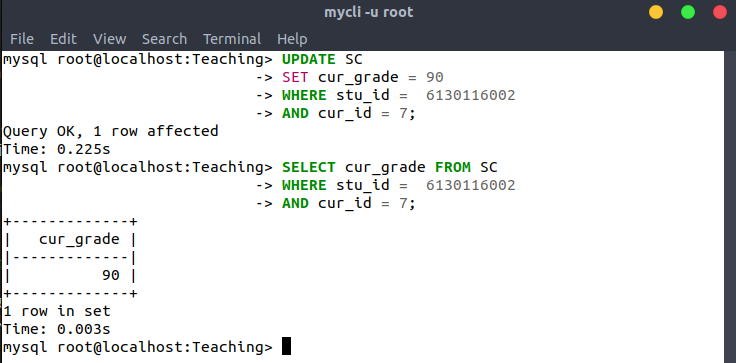 mycli -u root
File Edit View Search Terminal Help
mysql root@localhost:Teaching> UPDATE SC
-> SET cur_grade = 90
-> WHERE stu_id =  6130116002
-> AND cur_id = 7;
Query OK, 1 row affected
Time: 0.225s
mysql root@localhost:Teaching> SELECT cur_grade FROM SC
-> WHERE stu_id =  6130116002
-> AND cur_id = 7;
+-------------+
|   cur_grade |
|-------------|
|          90 |
+-------------+
1 row in set
Time: 0.003s
mysql root@localhost:Teaching>